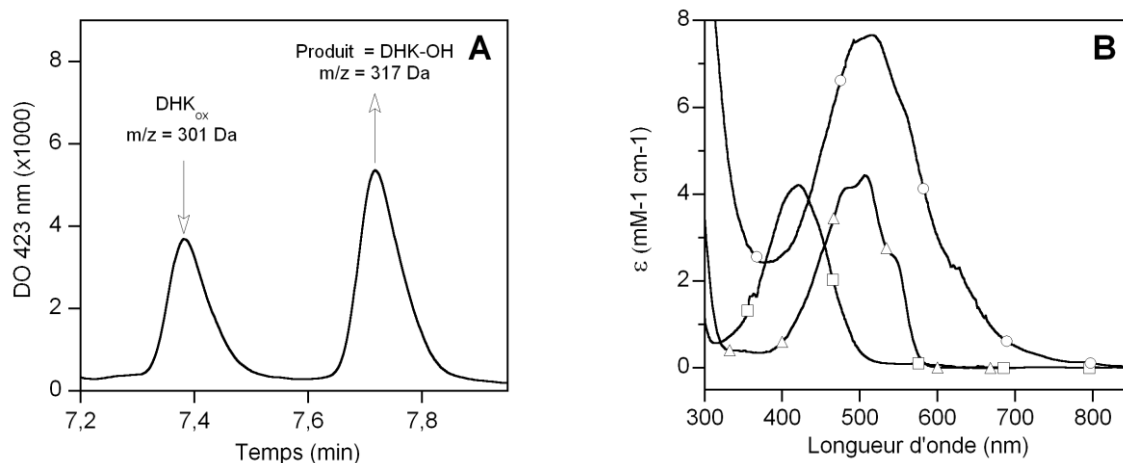 A
Produit = DHK-OH
m/z = 317 Da
DHKox
m/z = 301 Da
DO 423 nm (x1000)
8
6
4
2
0
7,2
7,4
7,6
7,8
Temps (min)
B
ε (mM-1 cm-1)
8
6
4
2
0
300
400
500
600
700
800
Longueur d'onde (nm)